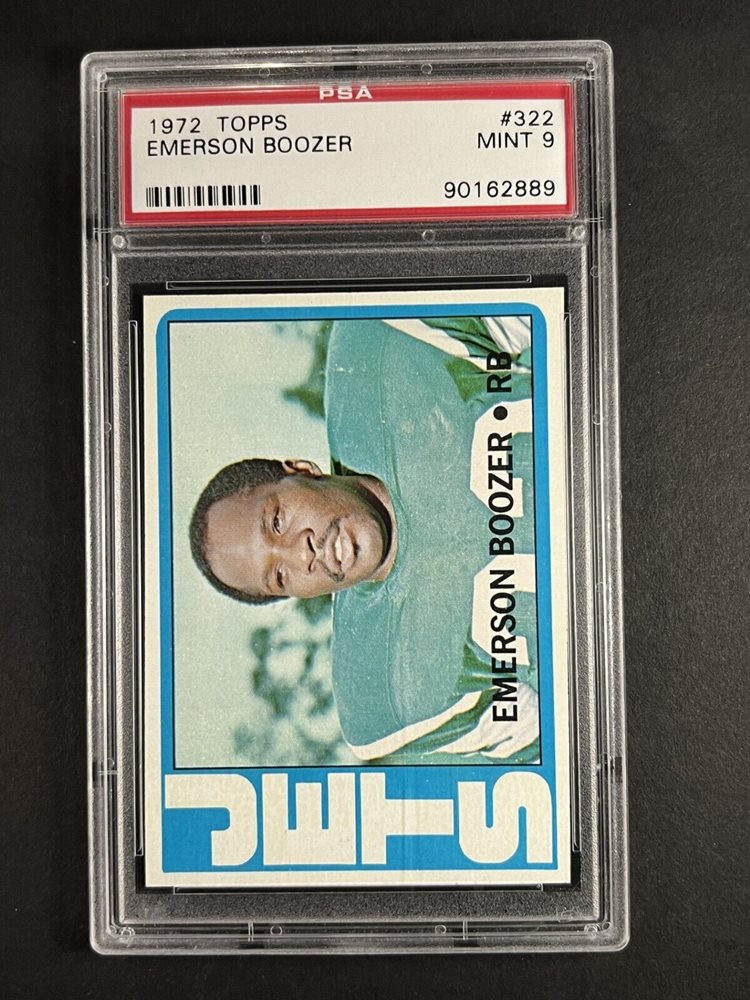 PSA
1972 TOPPS #322
EMERSON BOOZER MINT 9
90162889
JETS
EMERSON BOOZER • RB